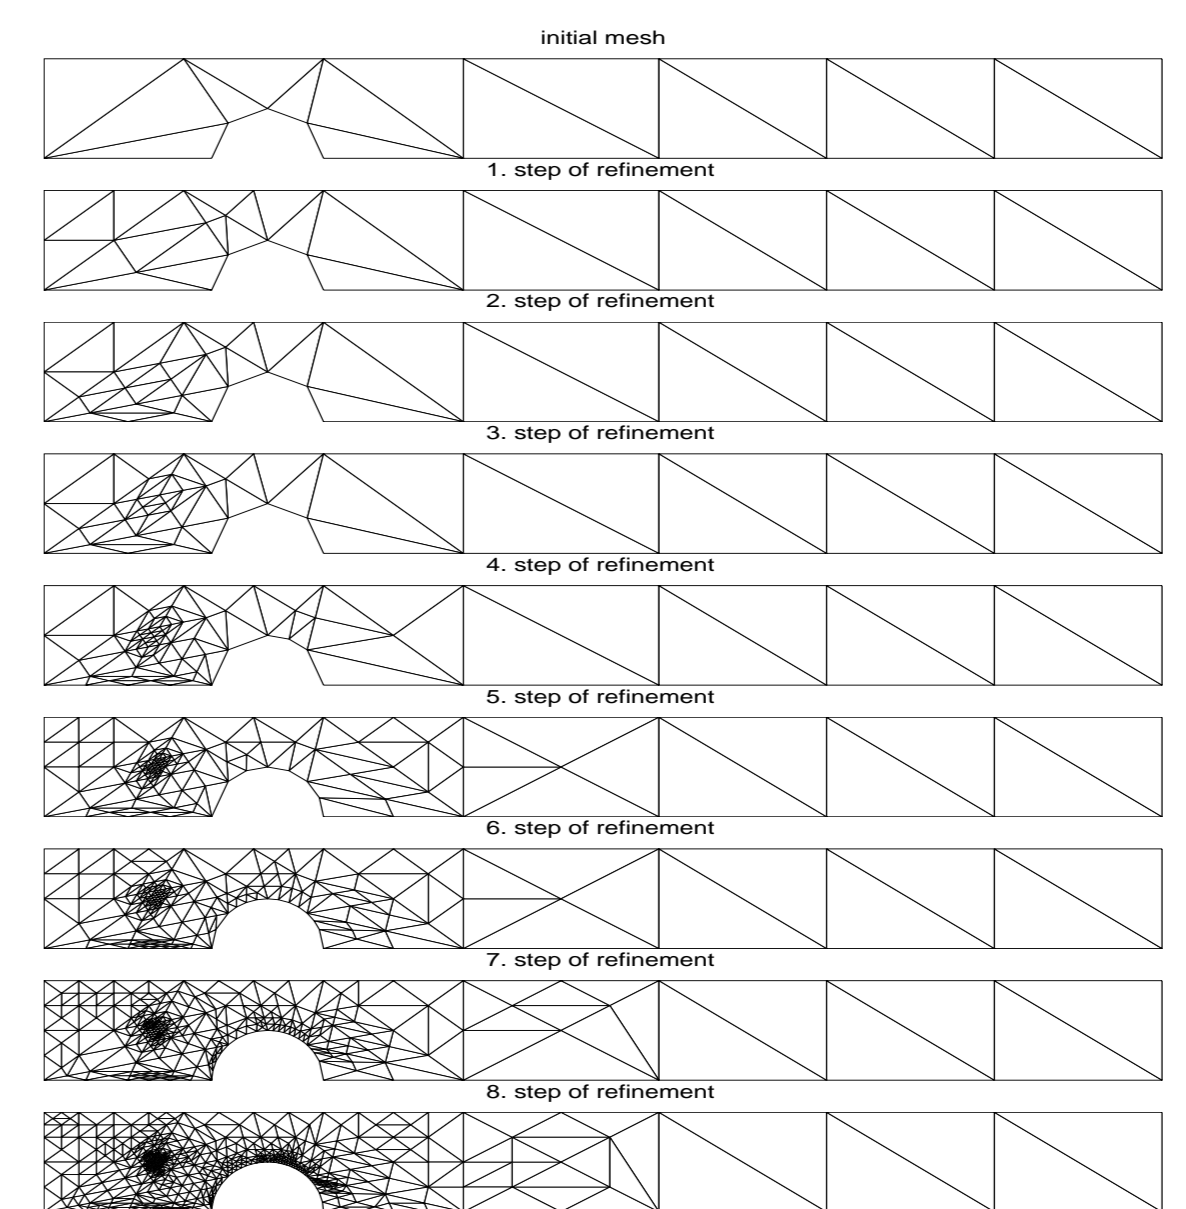 initial mesh
1. step of refinement
2. step of refinement
3. step of refinement
4. step of refinement
5. step of refinement
6. step of refinement
7. step of refinement
8. step of refinement